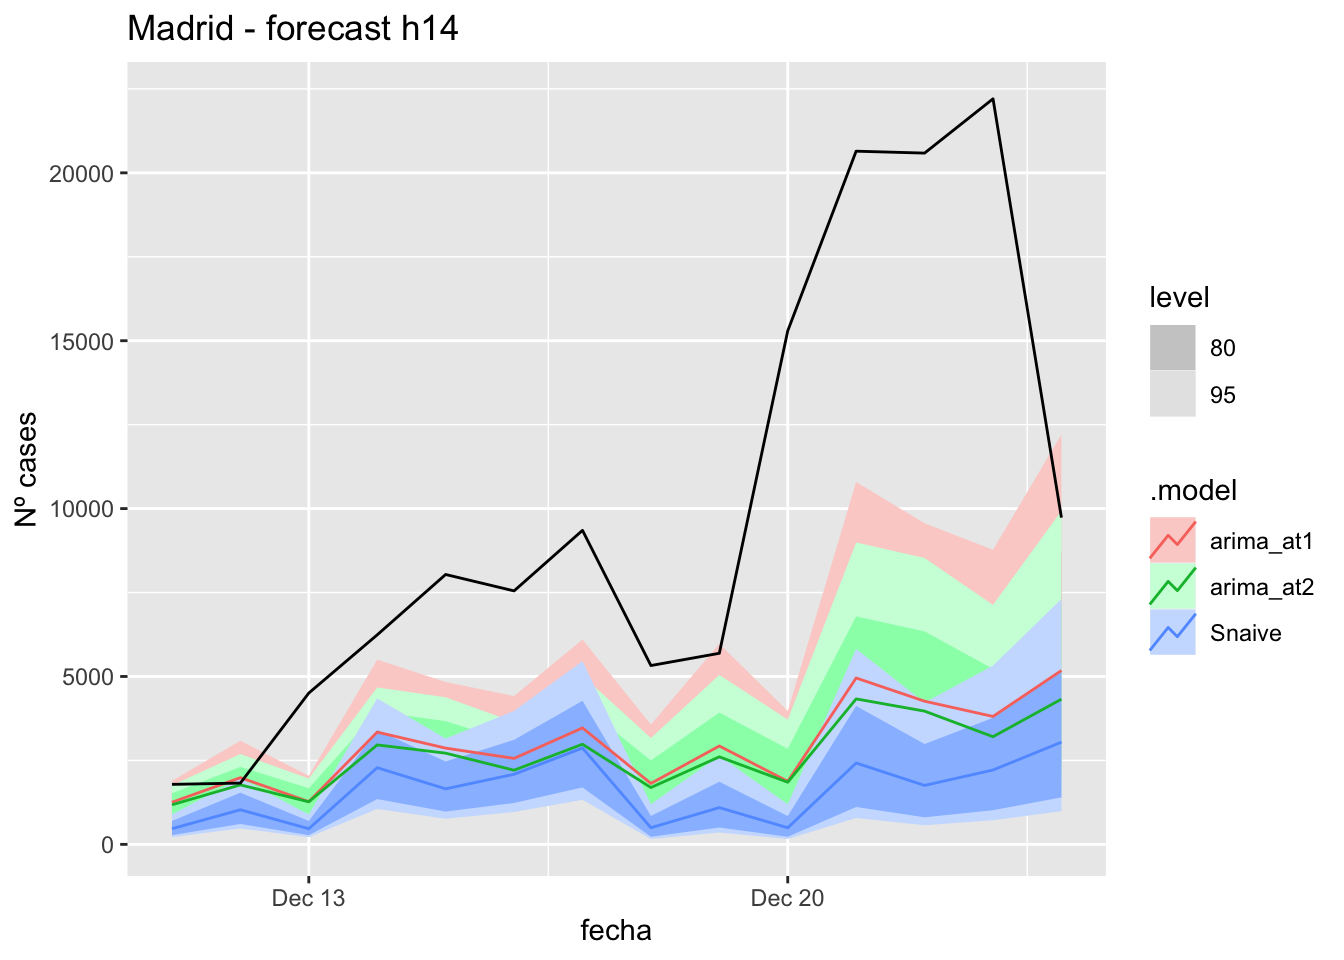 Madrid - forecast h14
20000
15000
10000
5000
0
Nº cases
Dec 13
Dec 20
fecha
level
80
95
.model
arima_at1
arima_at2
Snaive